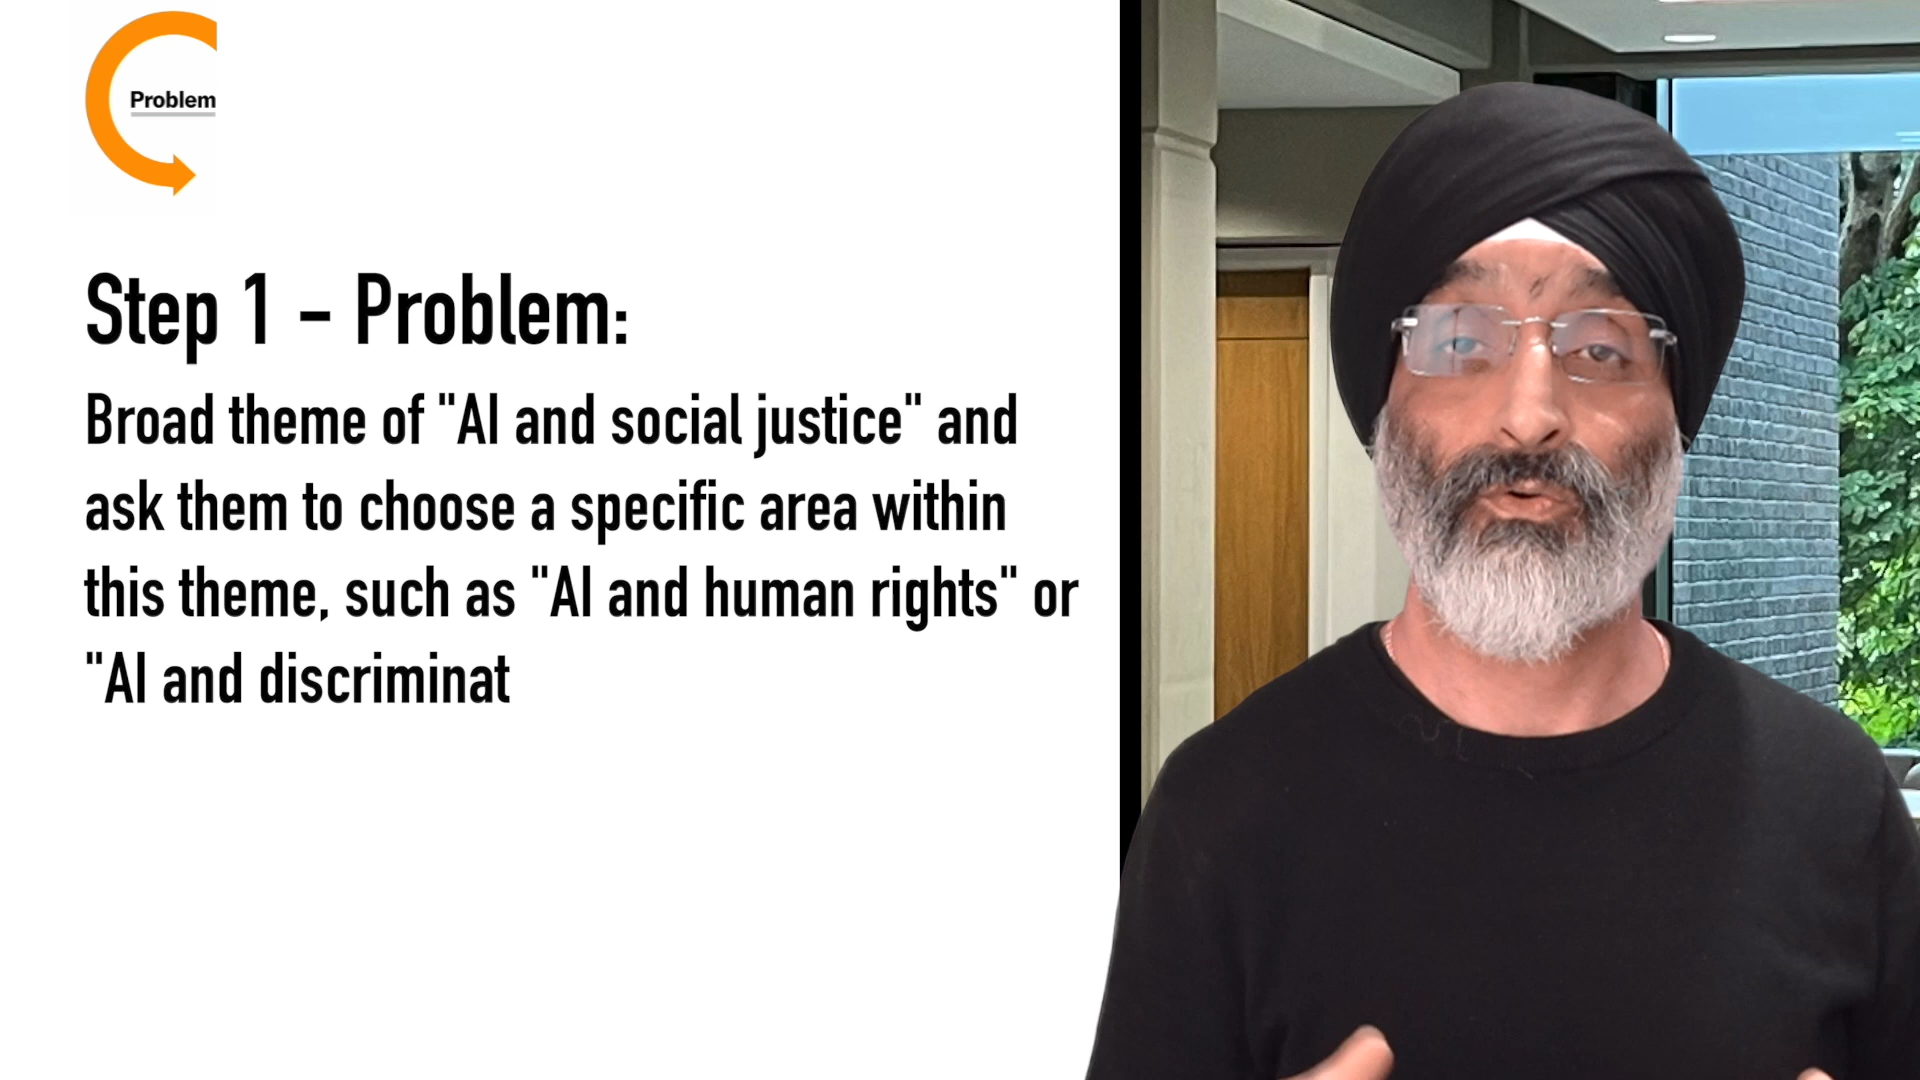 Problem
Step 1 - Problem:
Broad theme of "AI and social justice" and
ask them to choose a specific area within
this theme, such as "AI and human rights" or
"AI and discriminat